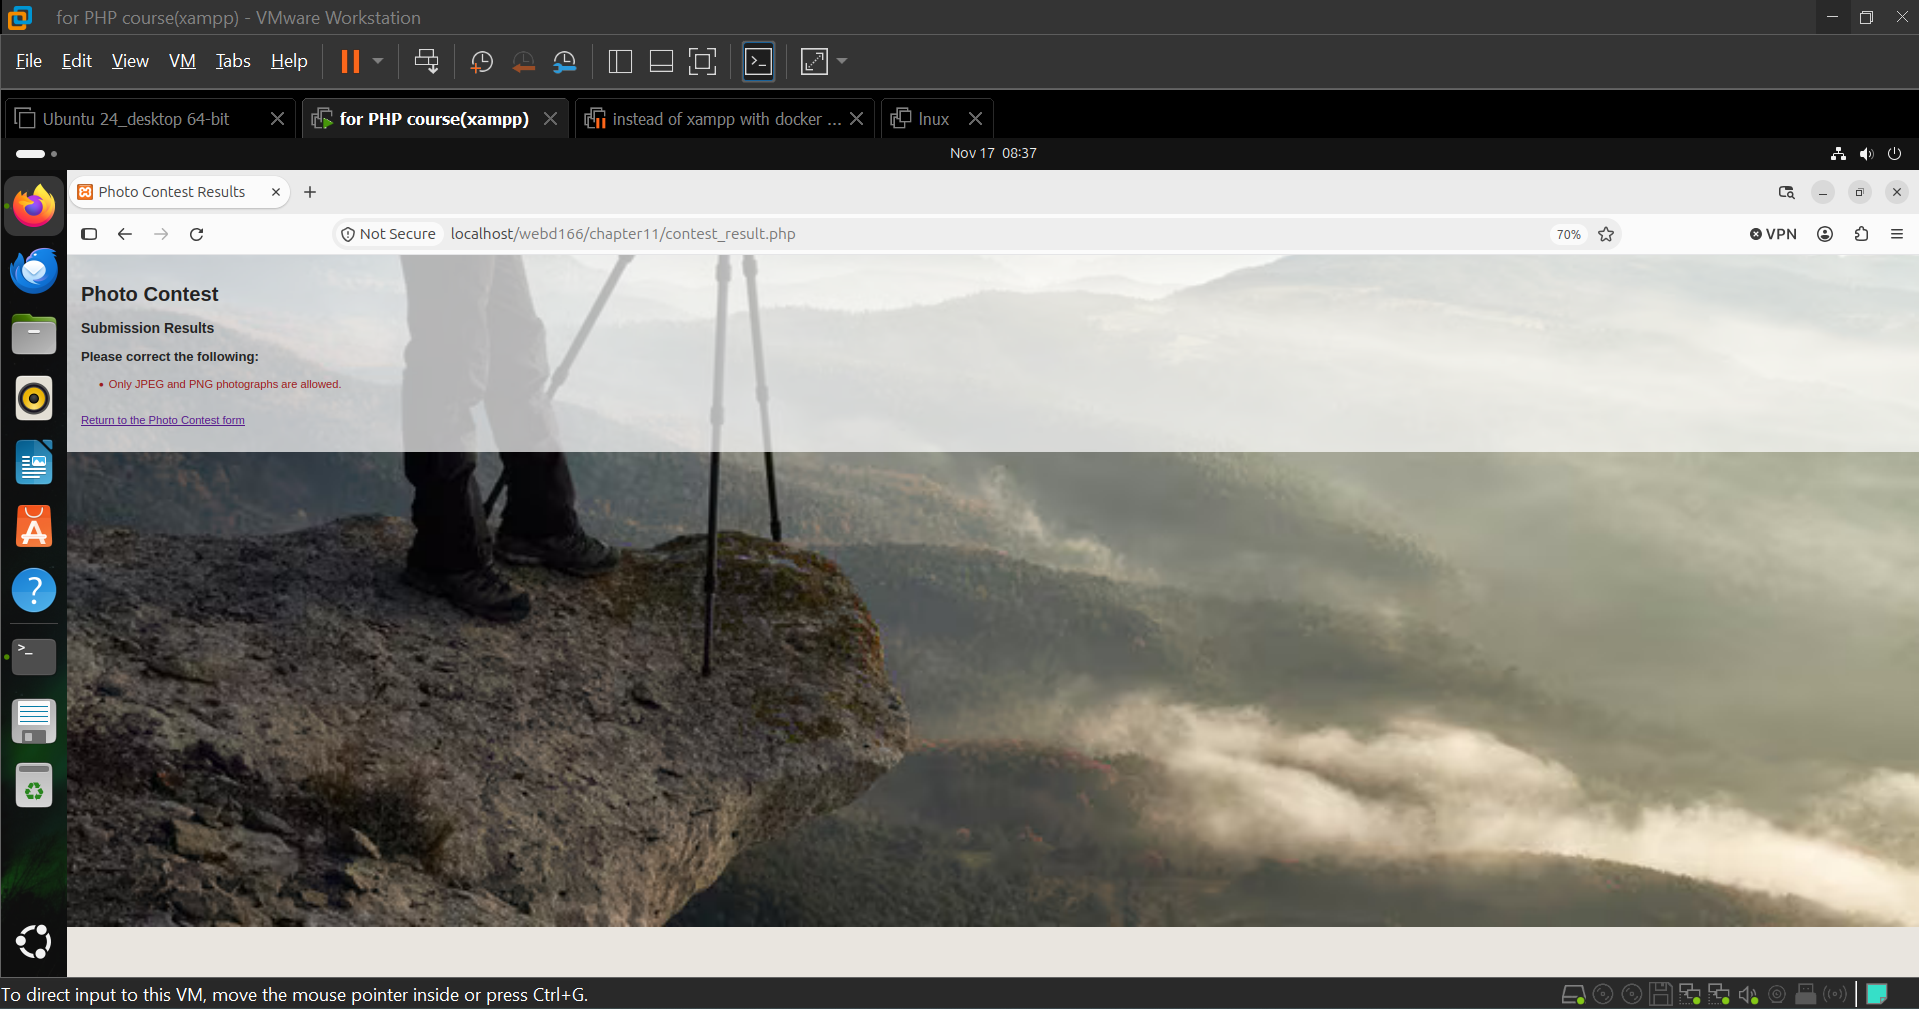 for PHP course(xampp) - VMware Workstation
File Edit View VM Tabs Help
Ubuntu 24_desktop 64-bit
for PHP course(xampp)
instead of xampp with docker ...
lnux
Nov 17 08:37
Photo Contest Results
Not Secure localhost/webd166/chapter11/contest_result.php 70% VPN
Photo Contest
Submission Results
Please correct the following:
• Only JPEG and PNG photographs are allowed.
Return to the Photo Contest form
To direct input to this VM, move the mouse pointer inside or press Ctrl+G.